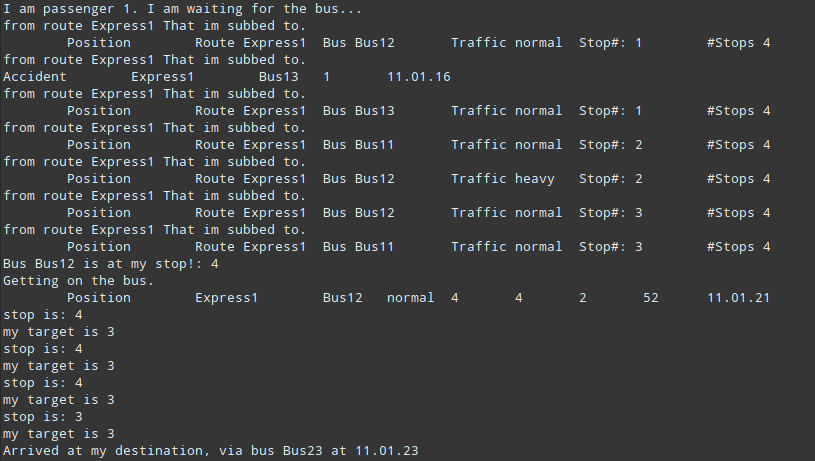 I am passenger 1. I am waiting for the bus...
from route Express1 That im subbed to.
Position Route Express1 Bus Bus12 Traffic normal Stop#: 1 #Stops 4
from route Express1 That im subbed to.
Accident Express1 Bus13 1 11.01.16
from route Express1 That im subbed to.
Position Route Express1 Bus Bus13 Traffic normal Stop#: 1 #Stops 4
from route Express1 That im subbed to.
Position Route Express1 Bus Bus11 Traffic normal Stop#: 2 #Stops 4
from route Express1 That im subbed to.
Position Route Express1 Bus Bus12 Traffic heavy Stop#: 2 #Stops 4
from route Express1 That im subbed to.
Position Route Express1 Bus Bus12 Traffic normal Stop#: 3 #Stops 4
from route Express1 That im subbed to.
Position Route Express1 Bus Bus11 Traffic normal Stop#: 3 #Stops 4
Bus Bus12 is at my stop!: 4
Getting on the bus.
Position Express1 Bus12 normal 4 4 2 52 11.01.21
stop is: 4
my target is 3
stop is: 4
my target is 3
stop is: 4
my target is 3
stop is: 3
my target is 3
Arrived at my destination, via bus Bus23 at 11.01.23